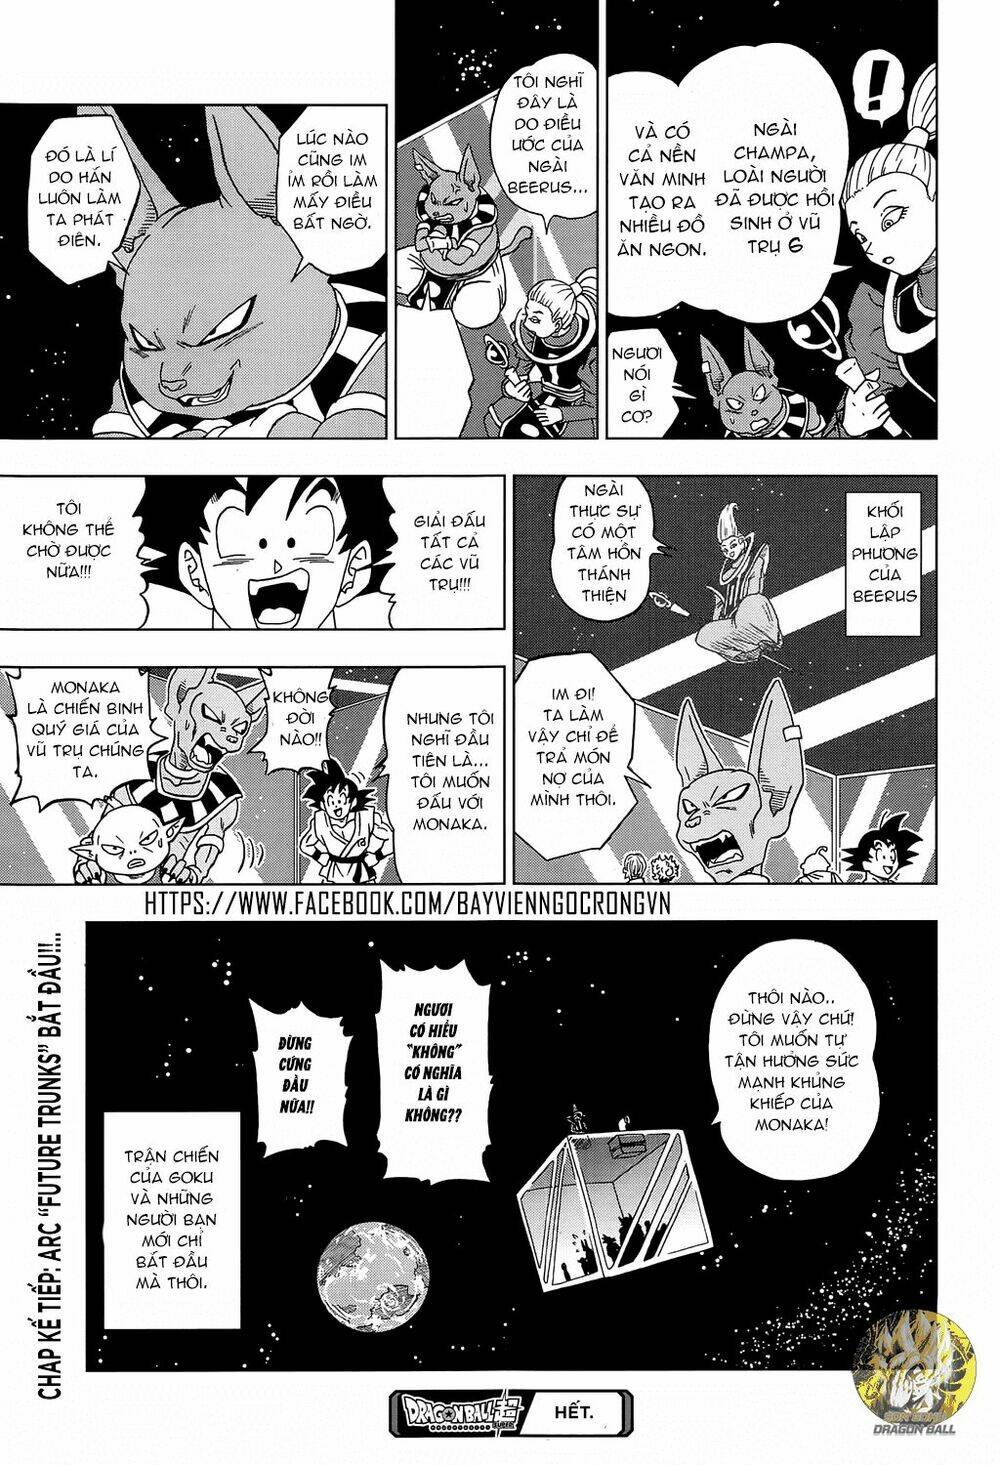 !
NGÀI
CHAMPA,
LOÀI NGƯỜI
ĐÃ ĐƯỢC HỒI
SINH Ở VŨ
TRỤ 6
VÀ CÓ
CẢ NỀN
VĂN MINH
TẠO RA
NHIỀU ĐỒ
ĂN NGON.
NGƯƠI
NÓI
GÌ
CƠ?
TÔI NGHĨ
ĐÂY LÀ
DO ĐIỀU
ƯỚC CỦA
NGÀI
BEERUS...
LÚC NÀO
CŨNG IM
ỈM RỒI LÀM
MẤY ĐIỀU
BẤT NGỜ.
ĐÓ LÀ LÍ
DO HẮN
LUÔN LÀM
TA PHÁT
ĐIÊN.
KHỐI
LẬP
PHƯƠNG
CỦA
BEERUS
NGÀI
THỰC SỰ
CÓ MỘT
TÂM HỒN
THÁNH
THIỆN
IM ĐI!
TA LÀM
VẬY CHỈ ĐỂ
TRẢ MÓN
NỢ CỦA
MÌNH THÔI.
GIẢI ĐẤU
TẤT CẢ
CÁC VŨ
TRỤ!!!
TÔI
KHÔNG THỂ
CHỜ ĐƯỢC
NỮA!!!
NHƯNG TÔI
NGHĨ ĐẦU
TIÊN LÀ...
TÔI MUỐN
ĐẤU VỚI
MONAKA.
KHÔNG
ĐỜI
NÀO!!
MONAKA
LÀ CHIẾN BINH
QUÝ GIÁ CỦA
VŨ TRỤ CHÚNG
TA.
HTTPS://WWW.FACEBOOK.COM/BAYVIENNGOCRONGVN
THÔI NÀO..
ĐỪNG VẬY CHỨ!
TÔI MUỐN TỰ
TẬN HƯỞNG SỨC
MẠNH KHỦNG
KHIẾP CỦA
MONAKA!
NGƯƠI
CÓ HIỂU
"KHÔNG"
CÓ NGHĨA
LÀ GÌ
KHÔNG??
ĐỪNG
CỨNG
ĐẦU
NỮA!!
TRẬN CHIẾN
CỦA GOKU
VÀ NHỮNG
NGƯỜI BẠN
MỚI CHỈ
BẮT ĐẦU
MÀ THÔI.
CHAP KẾ TIẾP: ARC "FUTURE TRUNKS" BẮT ĐẦU!!..
DRAGON BALL超
SUPER
HẾT.
SON GOHAN
DRAGON BALL